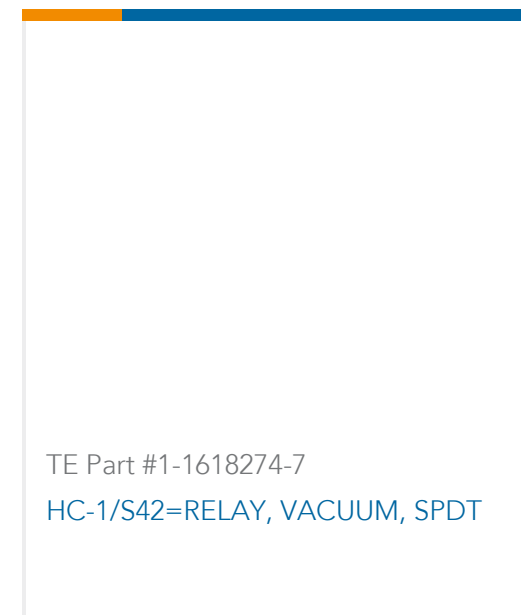 TE Part #1-1618274-7
HC-1/S42=RELAY, VACUUM, SPDT